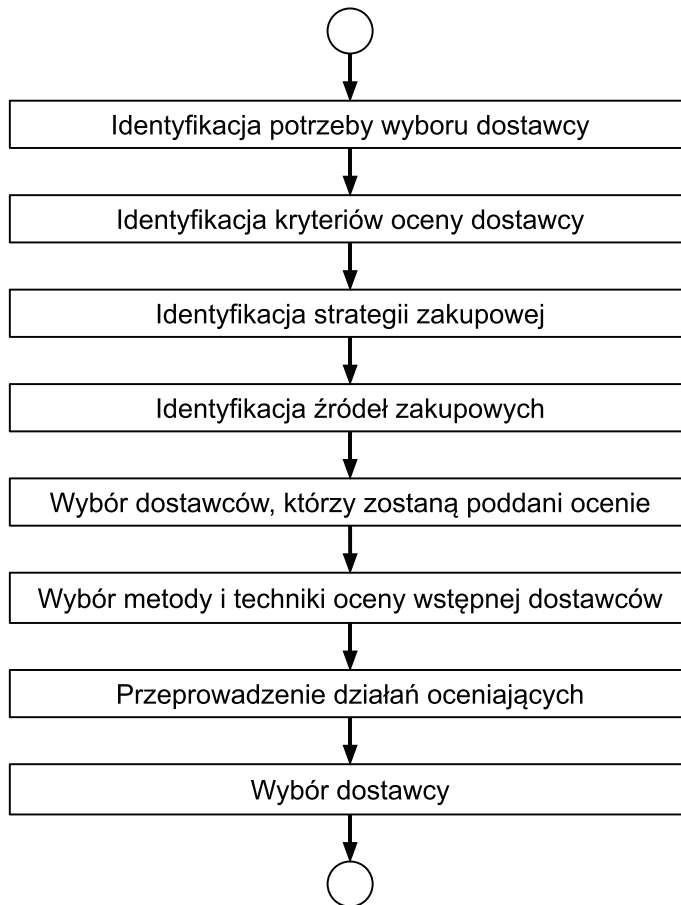 Identyfikacja potrzeby wyboru dostawcy
Identyfikacja kryteriów oceny dostawcy
Identyfikacja strategii zakupowej
Identyfikacja źródeł zakupowych
Wybór dostawców, którzy zostaną poddani ocenie
Wybór metody i techniki oceny wstępnej dostawców
Przeprowadzenie działań oceniających
Wybór dostawcy